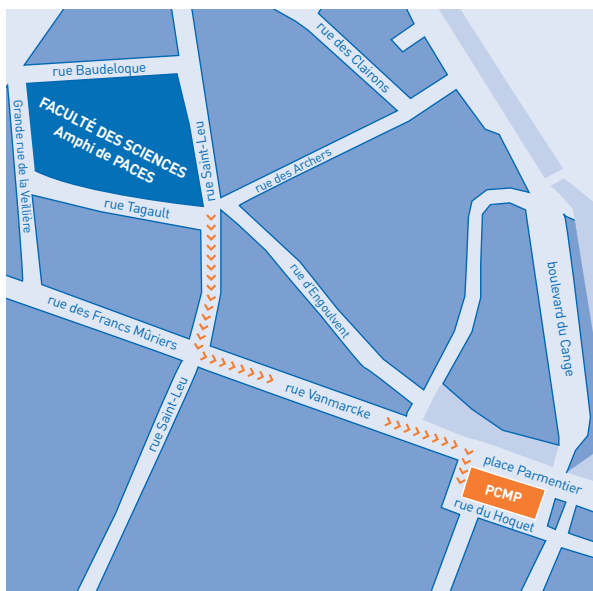 rue des Clairons
rue Baudeloque
FACULTÉ DES SCIENCES
Amphi de PACES
Grande rue de la Veillière
rue Saint-Leu
rue des Archers
rue Tagault
rue d'Engoulvent
boulevard du Cange
rue des Francs Mûriers
rue Vanmarcke
rue Saint-Leu
place Parmentier
PCMP
rue du Hoquet